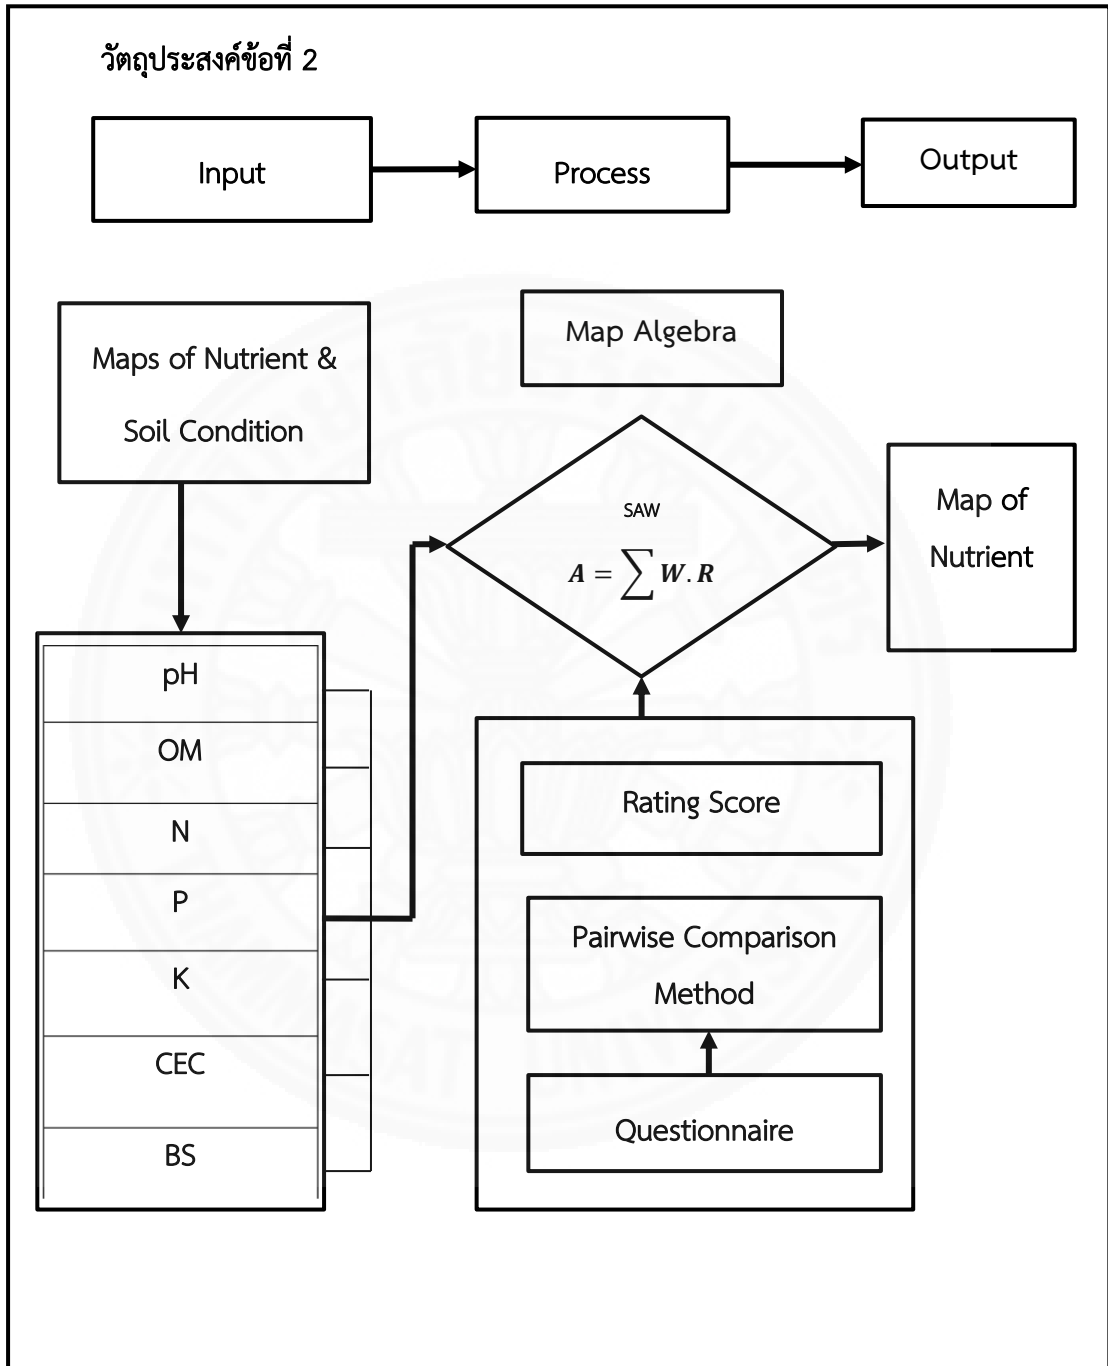 วัตถุประสงค์ข้อที่ 2
Input
Process
Output
Maps of Nutrient &
Soil Condition
Map Algebra
SAW
A = ∑ W. R
Map of
Nutrient
pH
OM
N
P
K
CEC
BS
Rating Score
Pairwise Comparison
Method
Questionnaire